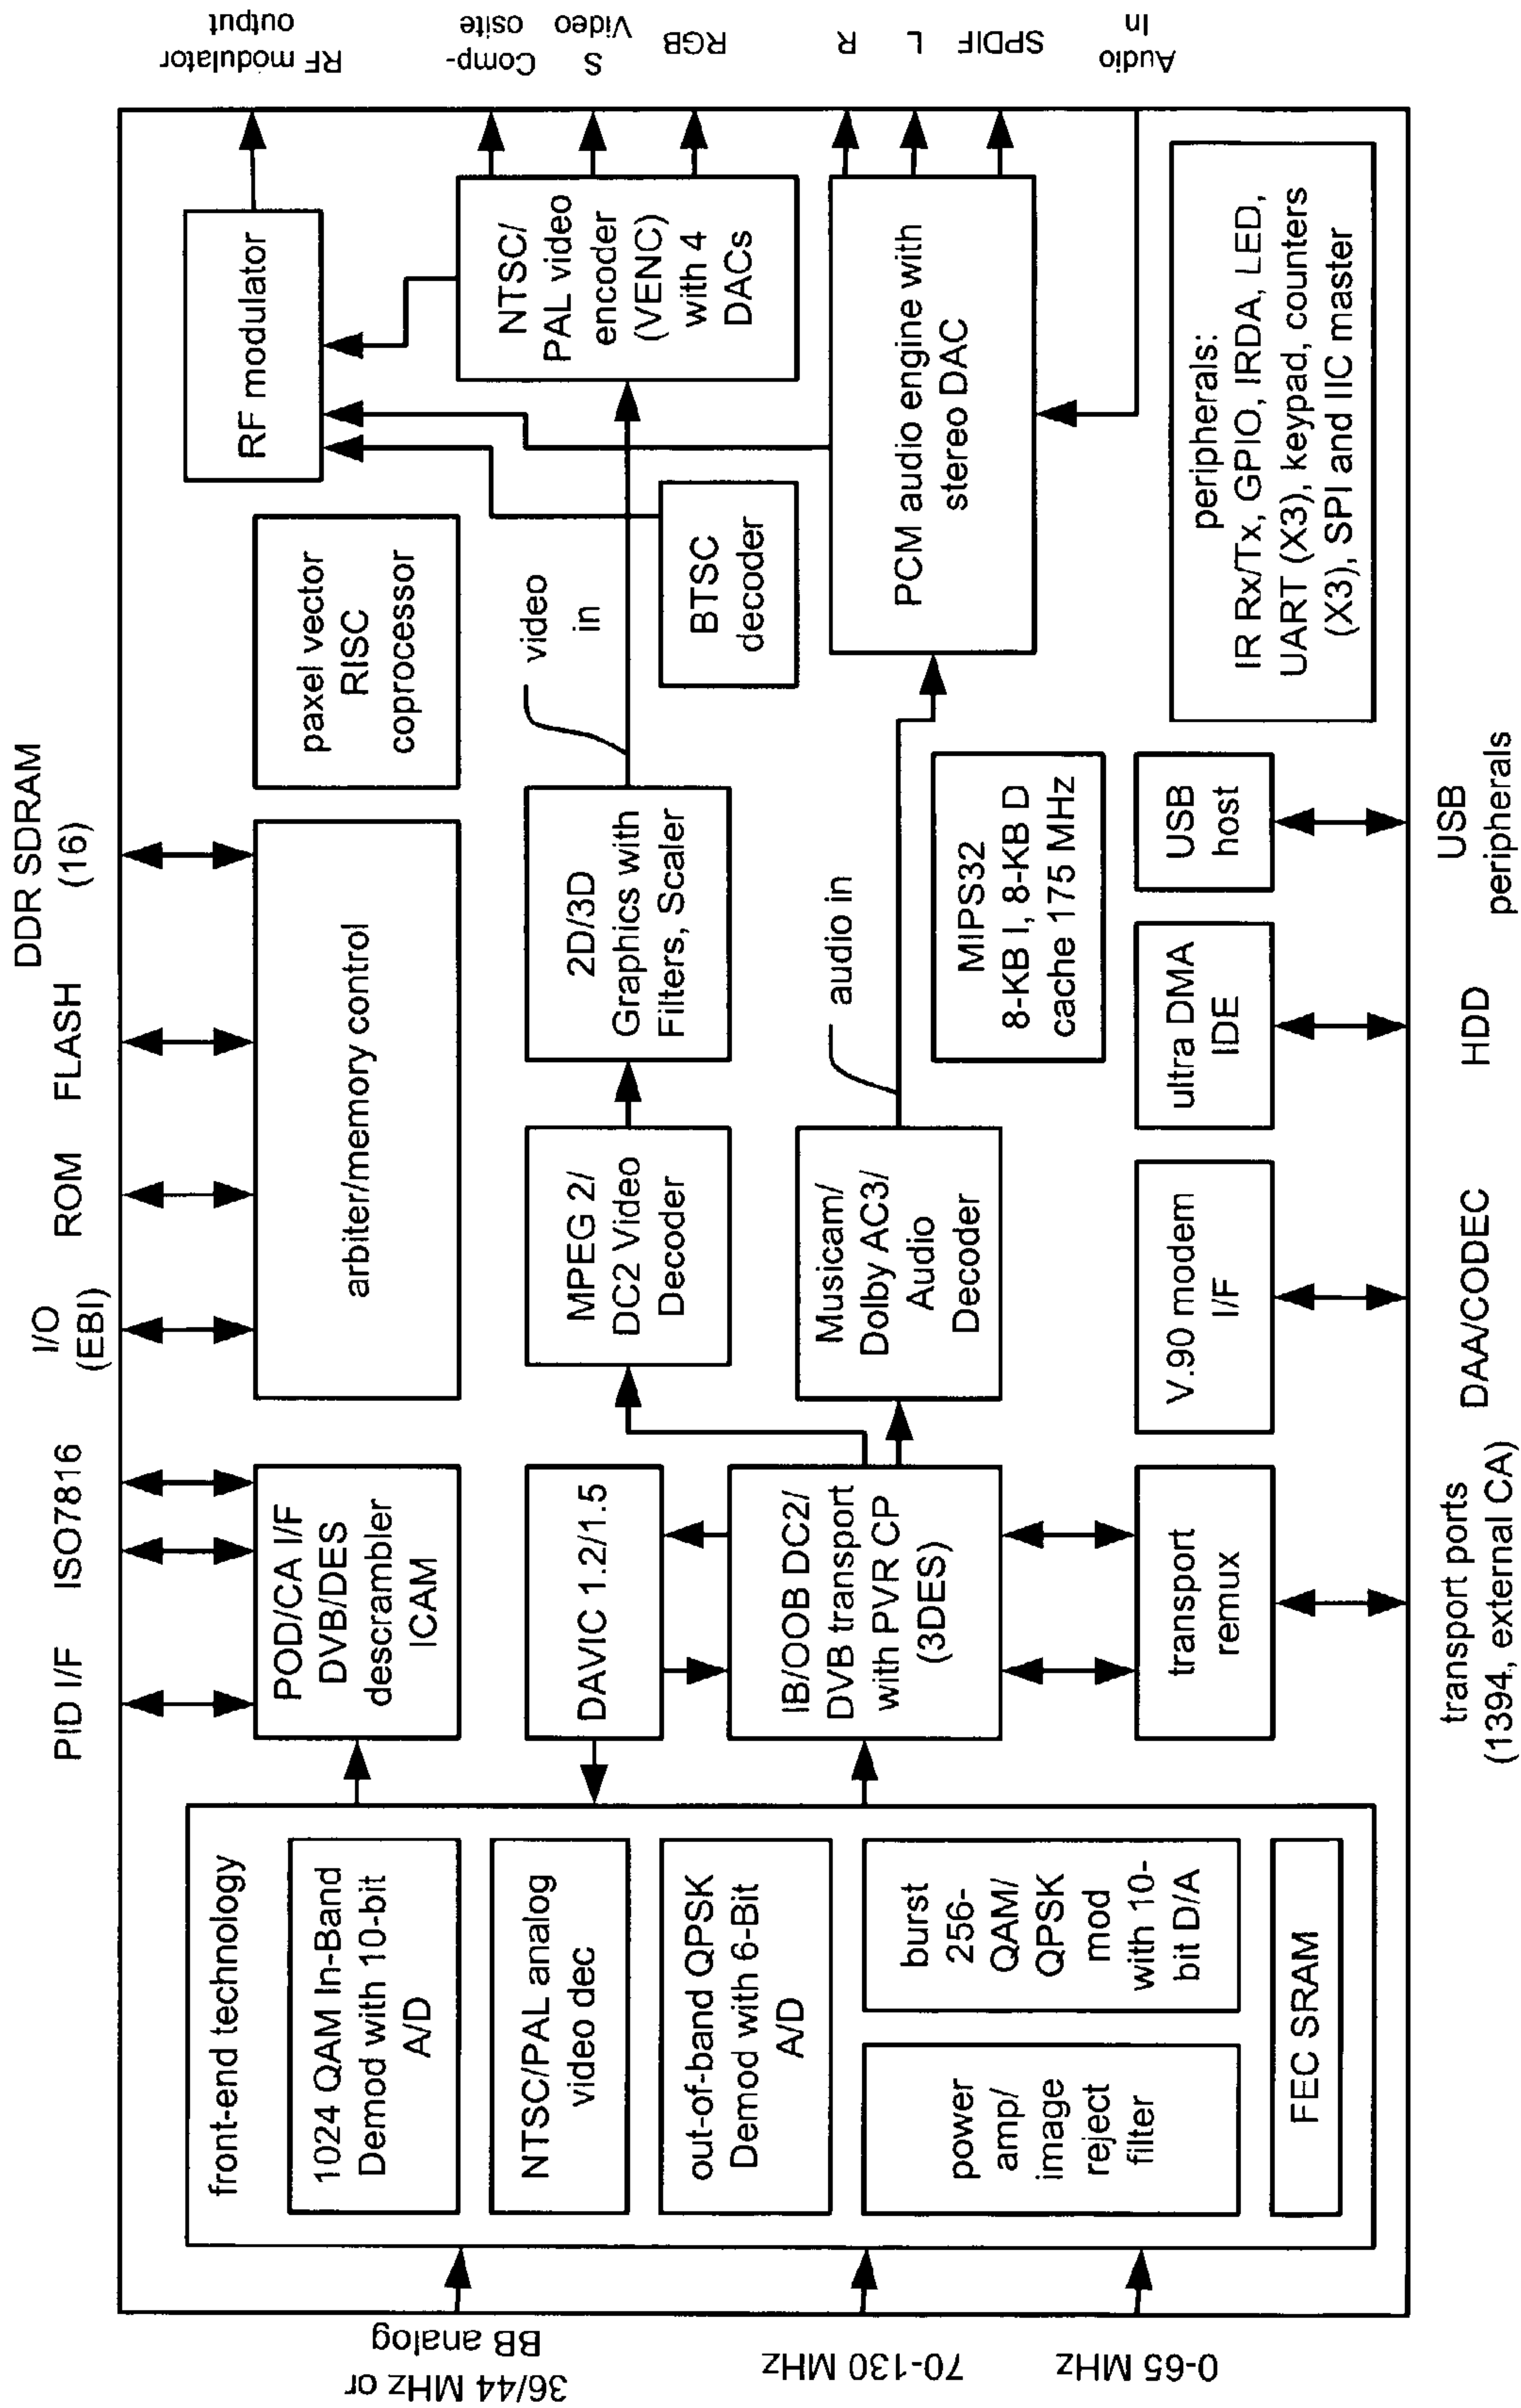 PID I/F
ISO7816
I/O
(EBI)
ROM
FLASH
DDR SDRAM
(16)
36/44 MHz or
BB analog
70-130 MHz
0-65 MHz
front-end technology
1024 QAM In-Band
Demod with 10-bit
A/D
NTSC/PAL analog
video dec
out-of-band QPSK
Demod with 6-Bit
A/D
power
amp/
image
reject
filter
burst
256-
QAM/
QPSK
mod
with 10-
bit D/A
FEC SRAM
POD/CA I/F
DVB/DES
descrambler
ICAM
DAVIC 1.2/1.5
IB/OOB DC2/
DVB transport
with PVR CP
(3DES)
transport
remux
arbiter/memory control
MPEG 2/
DC2 Video
Decoder
Musicam/
Dolby AC3/
Audio
Decoder
V.90 modem
I/F
2D/3D
Graphics with
Filters, Scaler
audio in
MIPS32
8-KB I, 8-KB D
cache 175 MHz
ultra DMA
IDE
USB
host
paxel vector
RISC
coprocessor
video
in
BTSC
decoder
RF modulator
NTSC/
PAL video
encoder
(VENC)
with 4
DACs
PCM audio engine with
stereo DAC
peripherals:
IR Rx/Tx, GPIO, IRDA, LED,
UART (X3), keypad, counters
(X3), SPI and IIC master
RF modulator
output
Comp-
osite
S
Video
RGB
R
L
SPDIF
Audio
In
transport ports
(1394, external CA)
DAA/CODEC
HDD
USB
peripherals